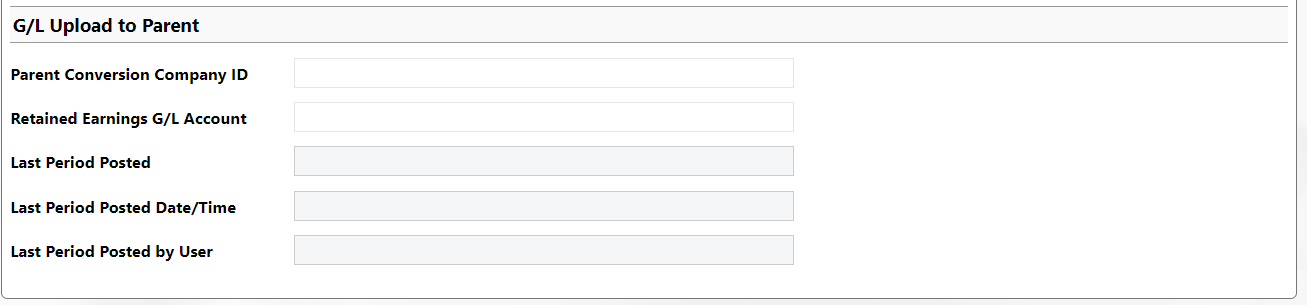 G/L Upload to Parent
Parent Conversion Company ID
Retained Earnings G/L Account
Last Period Posted
Last Period Posted Date/Time
Last Period Posted by User